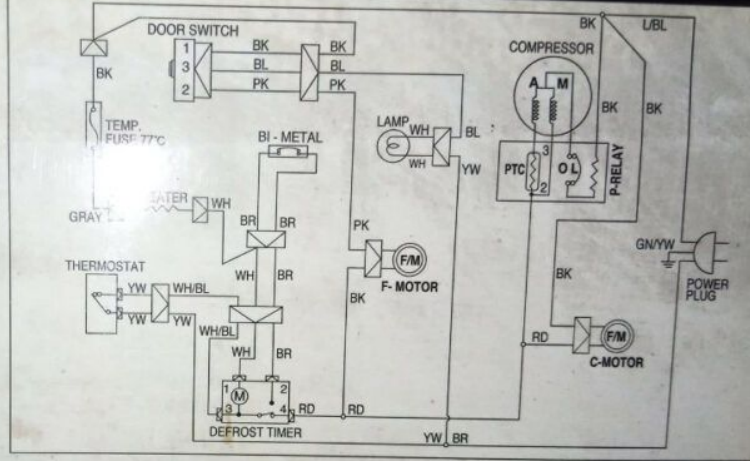 BK
L/BL
DOOR SWITCH
1 BK BK
3 BL BL
2 PK PK
COMPRESSOR
A M
BK
BK
BK
TEMP.
FUSE 77°C
LAMP
WH
WH
BL
YW
BI - METAL
3
PTC
2
O L
P-RELAY
GRAY
WH
BR
BR
PK
WH
BR
F/M
F- MOTOR
BK
BK
GN/YW
POWER
PLUG
THERMOSTAT
YW
YW
WH/BL
YW
WH/BL
WH
BR
RD
F/M
C-MOTOR
1
M
2
3
4
RD
RD
DEFROST TIMER
YW
BR